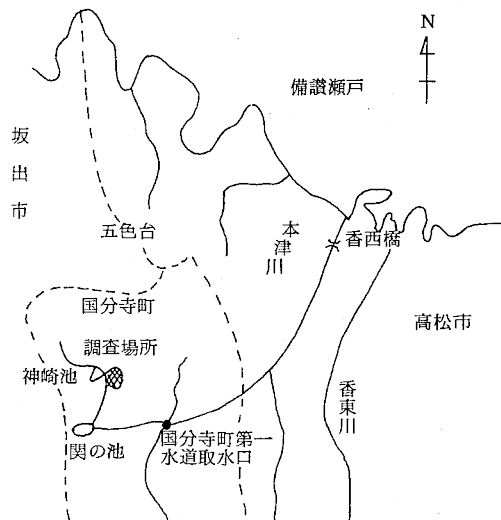 N
備讃瀬戸
坂出市
五色台
本津川
香西橋
国分寺町
高松市
調査場所
神崎池
香東川
関の池
国分寺町第一
水道取水口